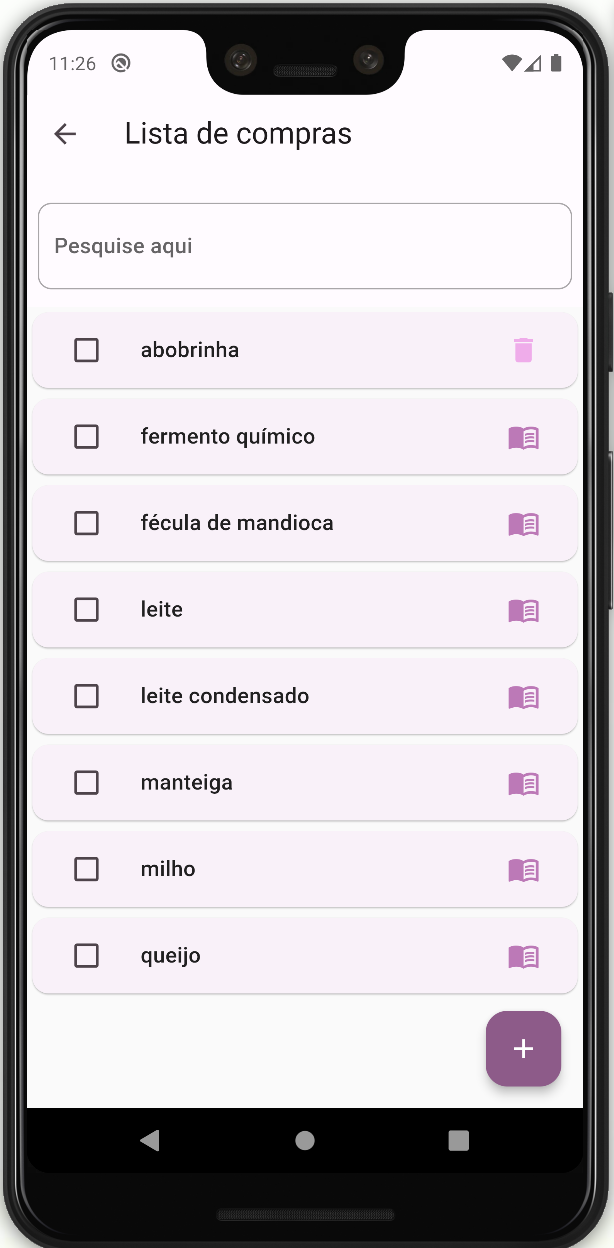 11:26
Lista de compras
Pesquise aqui
abobrinha
fermento químico
fécula de mandioca
leite
leite condensado
manteiga
milho
queijo